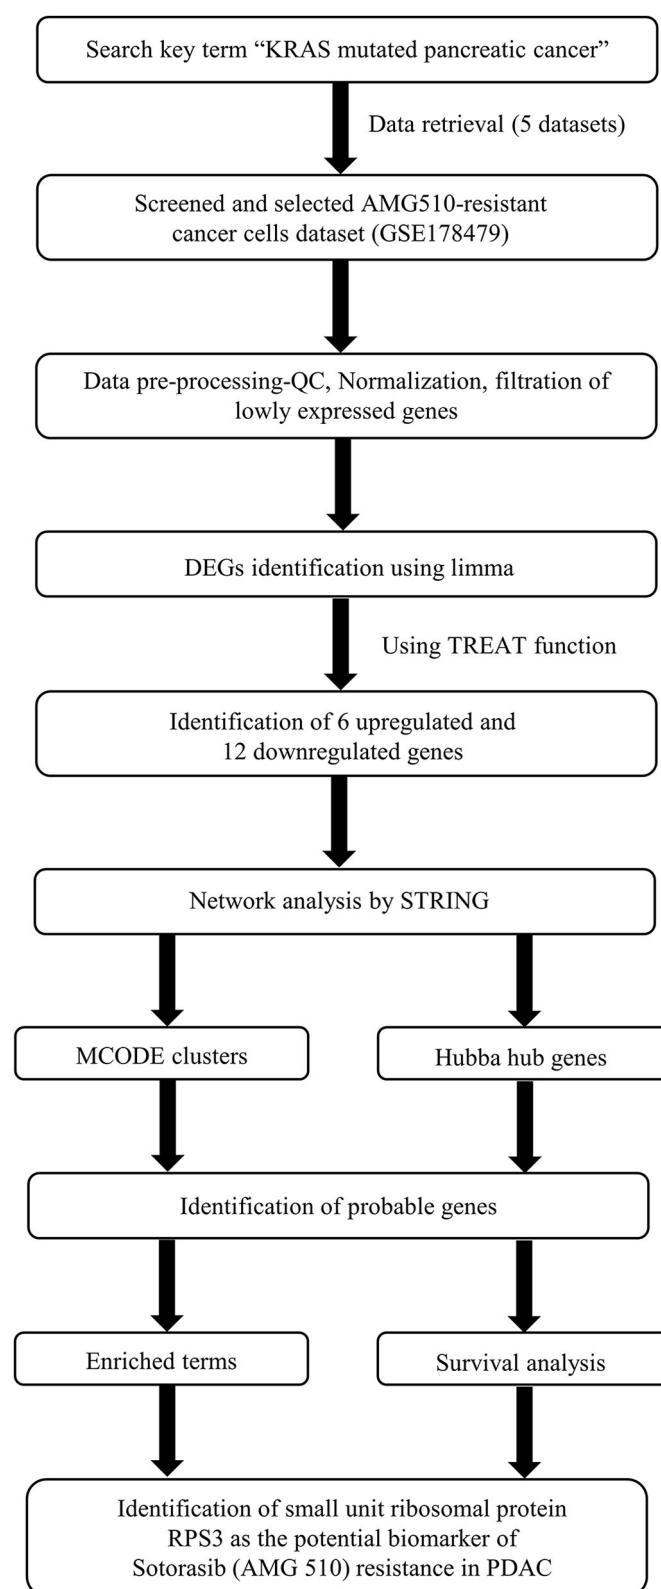 Search key term “KRAS mutated pancreatic cancer”
Data retrieval (5 datasets)
Screened and selected AMG510-resistant
cancer cells dataset (GSE178479)
Data pre-processing-QC, Normalization, filtration of
lowly expressed genes
DEGs identification using limma
Using TREAT function
Identification of 6 upregulated and
12 downregulated genes
Network analysis by STRING
MCODE clusters
Hubba hub genes
Identification of probable genes
Enriched terms
Survival analysis
Identification of small unit ribosomal protein
RPS3 as the potential biomarker of
Sotorasib (AMG 510) resistance in PDAC